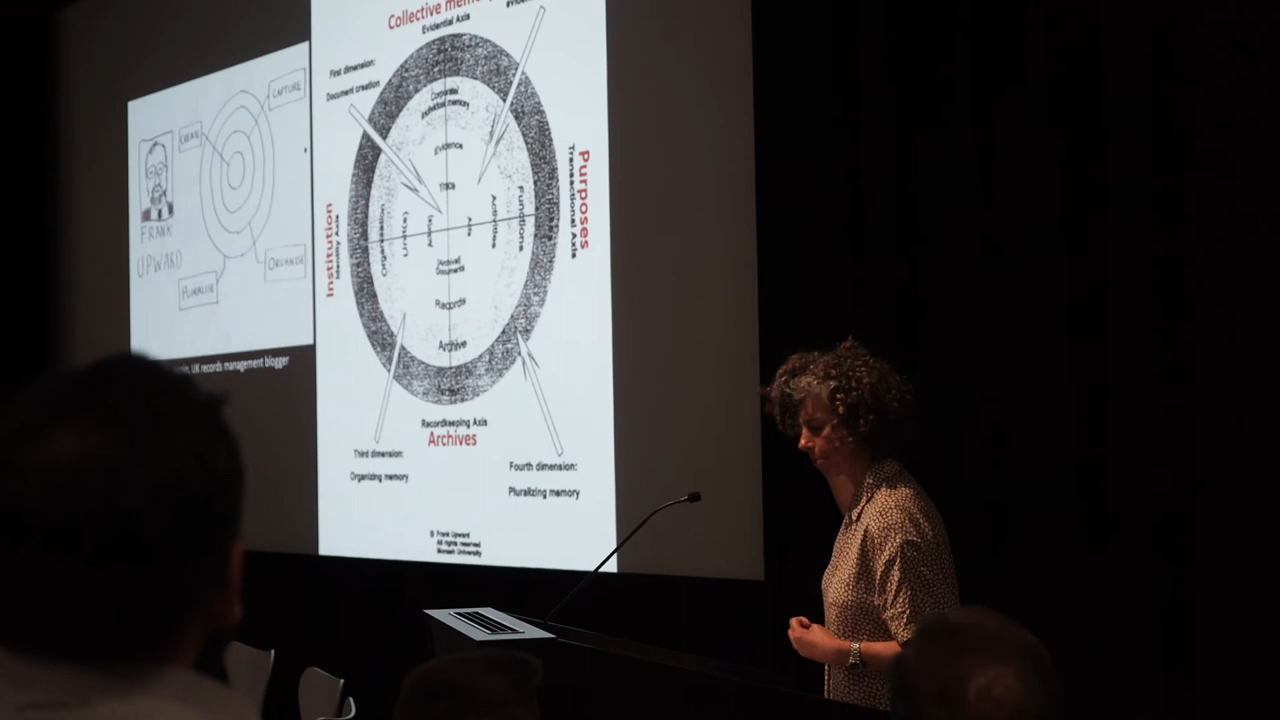 CAPTURE
CREATE
FRANK
UPWARD
ORGANISE
PLURALISE
UK records management blogger
Collective
Evidential Axis
First dimension:
Document creation
Corporate/
individual memory
Evidence
Trace
Institution
Identity Axis
Organisation
Unit(s)
Actor(s)
Acts
Activities
Functions
Purposes
Transactional Axis
[Archival]
Documents
Records
Archive
Recordkeeping Axis
Archives
Third dimension:
Organizing memory
Fourth dimension:
Pluralizing memory
© Frank Upward
All rights reserved
Monash University